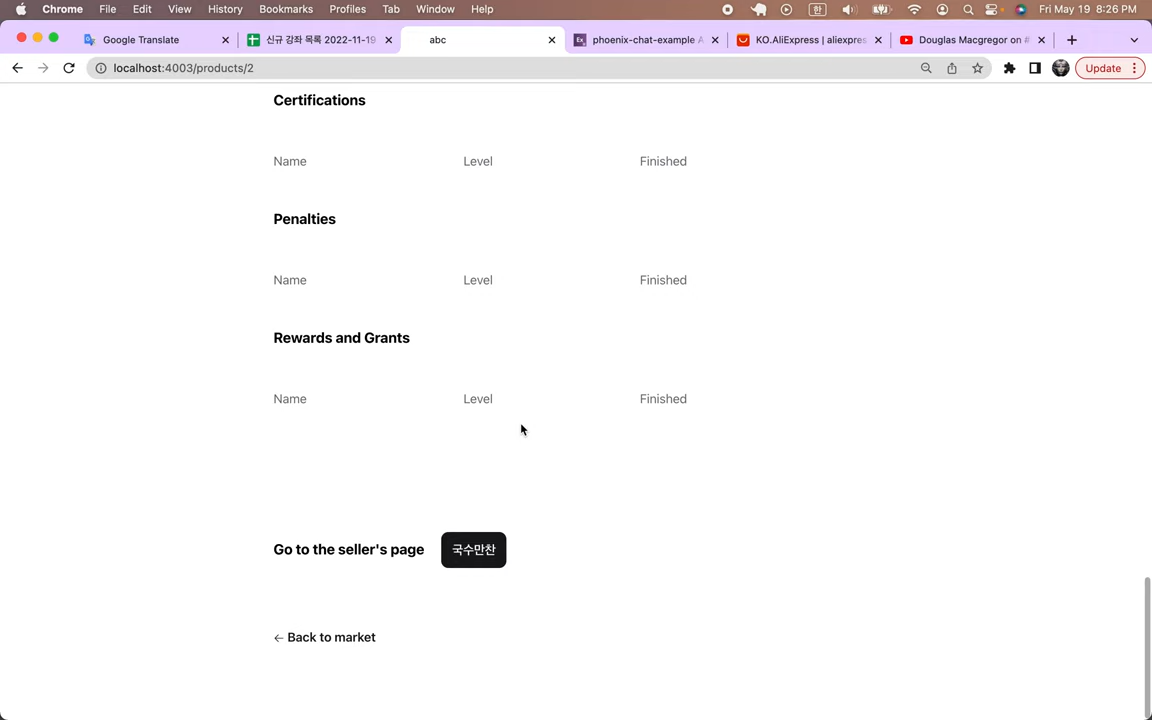 Chrome File Edit View History Bookmarks Profiles Tab Window Help 한 Fri May 19 8:26 PM
Google Translate 신규 강좌 목록 2022-11-19 abc Ex phoenix-chat-example A KO.AliExpress | aliexpres Douglas Macgregor on #
localhost:4003/products/2 Update
Certifications
Name Level Finished
Penalties
Name Level Finished
Rewards and Grants
Name Level Finished
Go to the seller's page 국수만찬
← Back to market